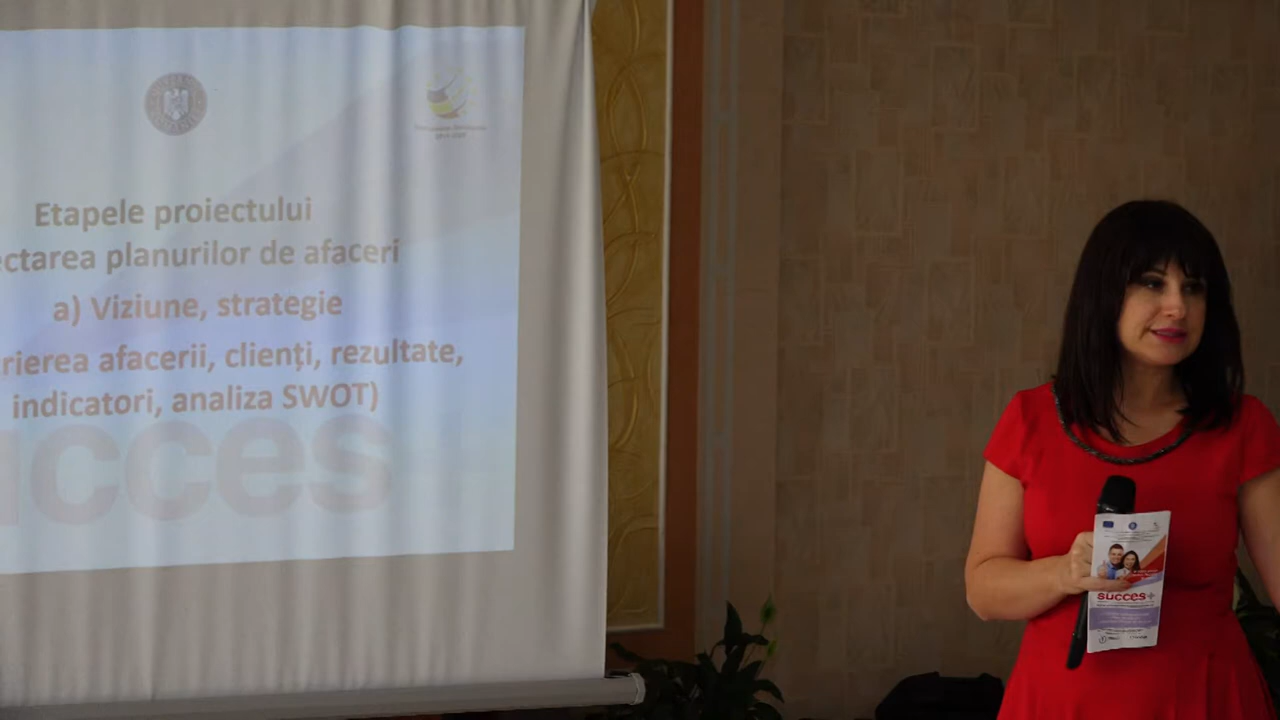 Etapele proiectului
ectarea planurilor de afaceri
a) Viziune, strategie
rierea afacerii, clienți, rezultate,
indicatori, analiza SWOT)
ucces
succes+